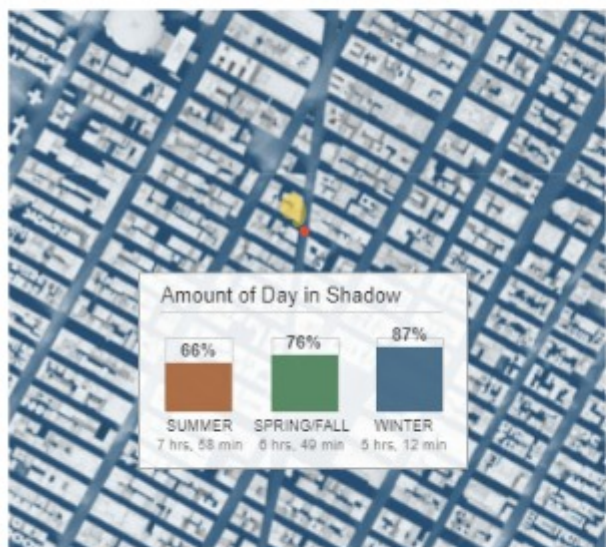 Amount of Day in Shadow
66% 76% 87%
SUMMER SPRING/FALL WINTER
7 hrs, 58 min 6 hrs, 49 min 5 hrs, 12 min